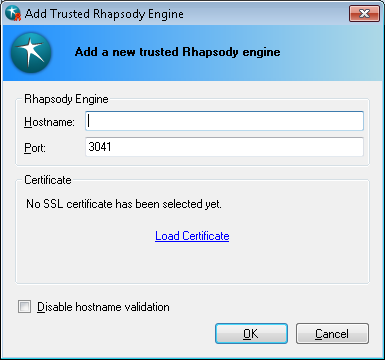 Add Trusted Rhapsody Engine
Add a new trusted Rhapsody engine
Rhapsody Engine
Hostname:
Port: 3041
Certificate
No SSL certificate has been selected yet.
Load Certificate
Disable hostname validation
OK Cancel